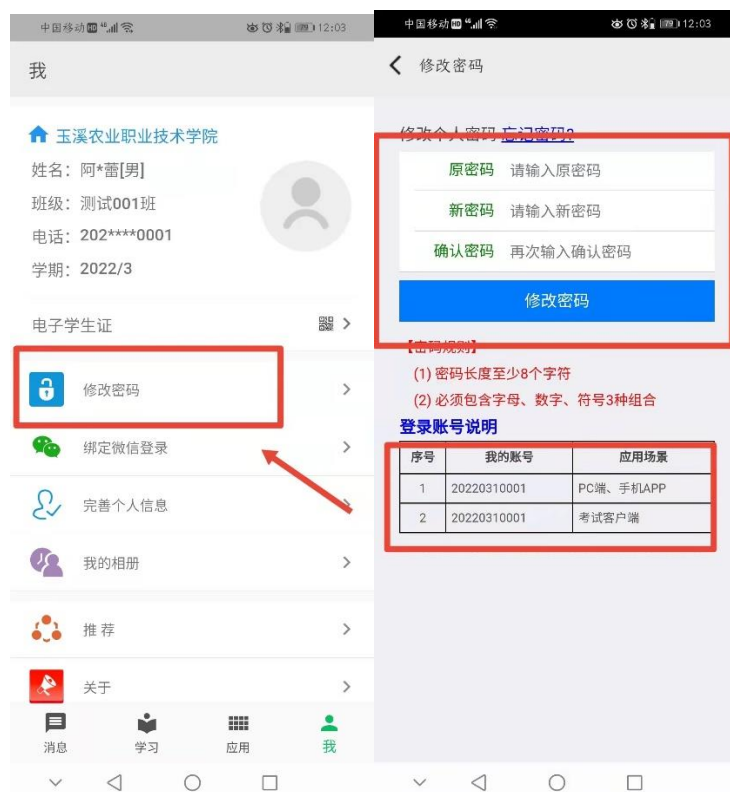 中国移动 HD 4G 79 12:03
我
玉溪农业职业技术学院
姓名: 阿*蕾[男]
班级: 测试001班
电话: 202****0001
学期: 2022/3
电子学生证
修改密码
绑定微信登录
完善个人信息
我的相册
推荐
关于
消息 学习 应用 我
中国移动 HD 4G 79 12:03
修改密码
修改个人密码 忘记密码?
原密码 请输入原密码
新密码 请输入新密码
确认密码 再次输入确认密码
修改密码
【密码规则】
(1) 密码长度至少8个字符
(2) 必须包含字母、数字、符号3种组合
登录账号说明
序号 我的账号 应用场景
1 20220310001 PC端、手机APP
2 20220310001 考试客户端